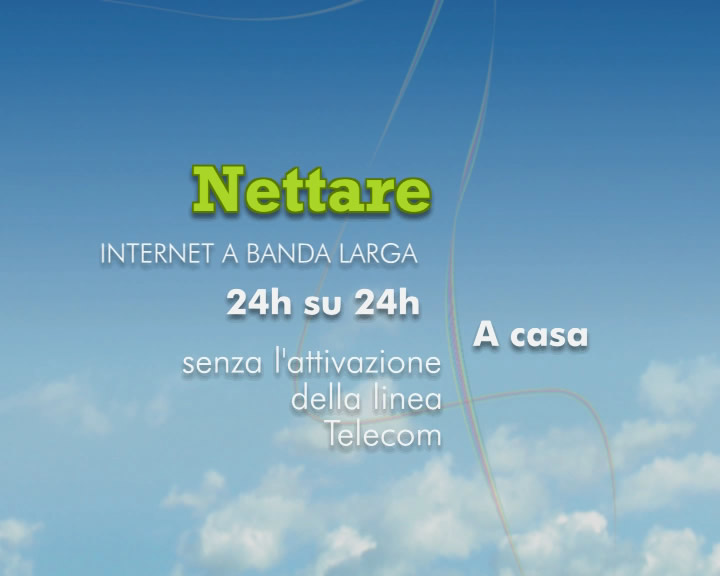 Nettare
INTERNET A BANDA LARGA
24h su 24h
A casa
senza l'attivazione
della linea
Telecom